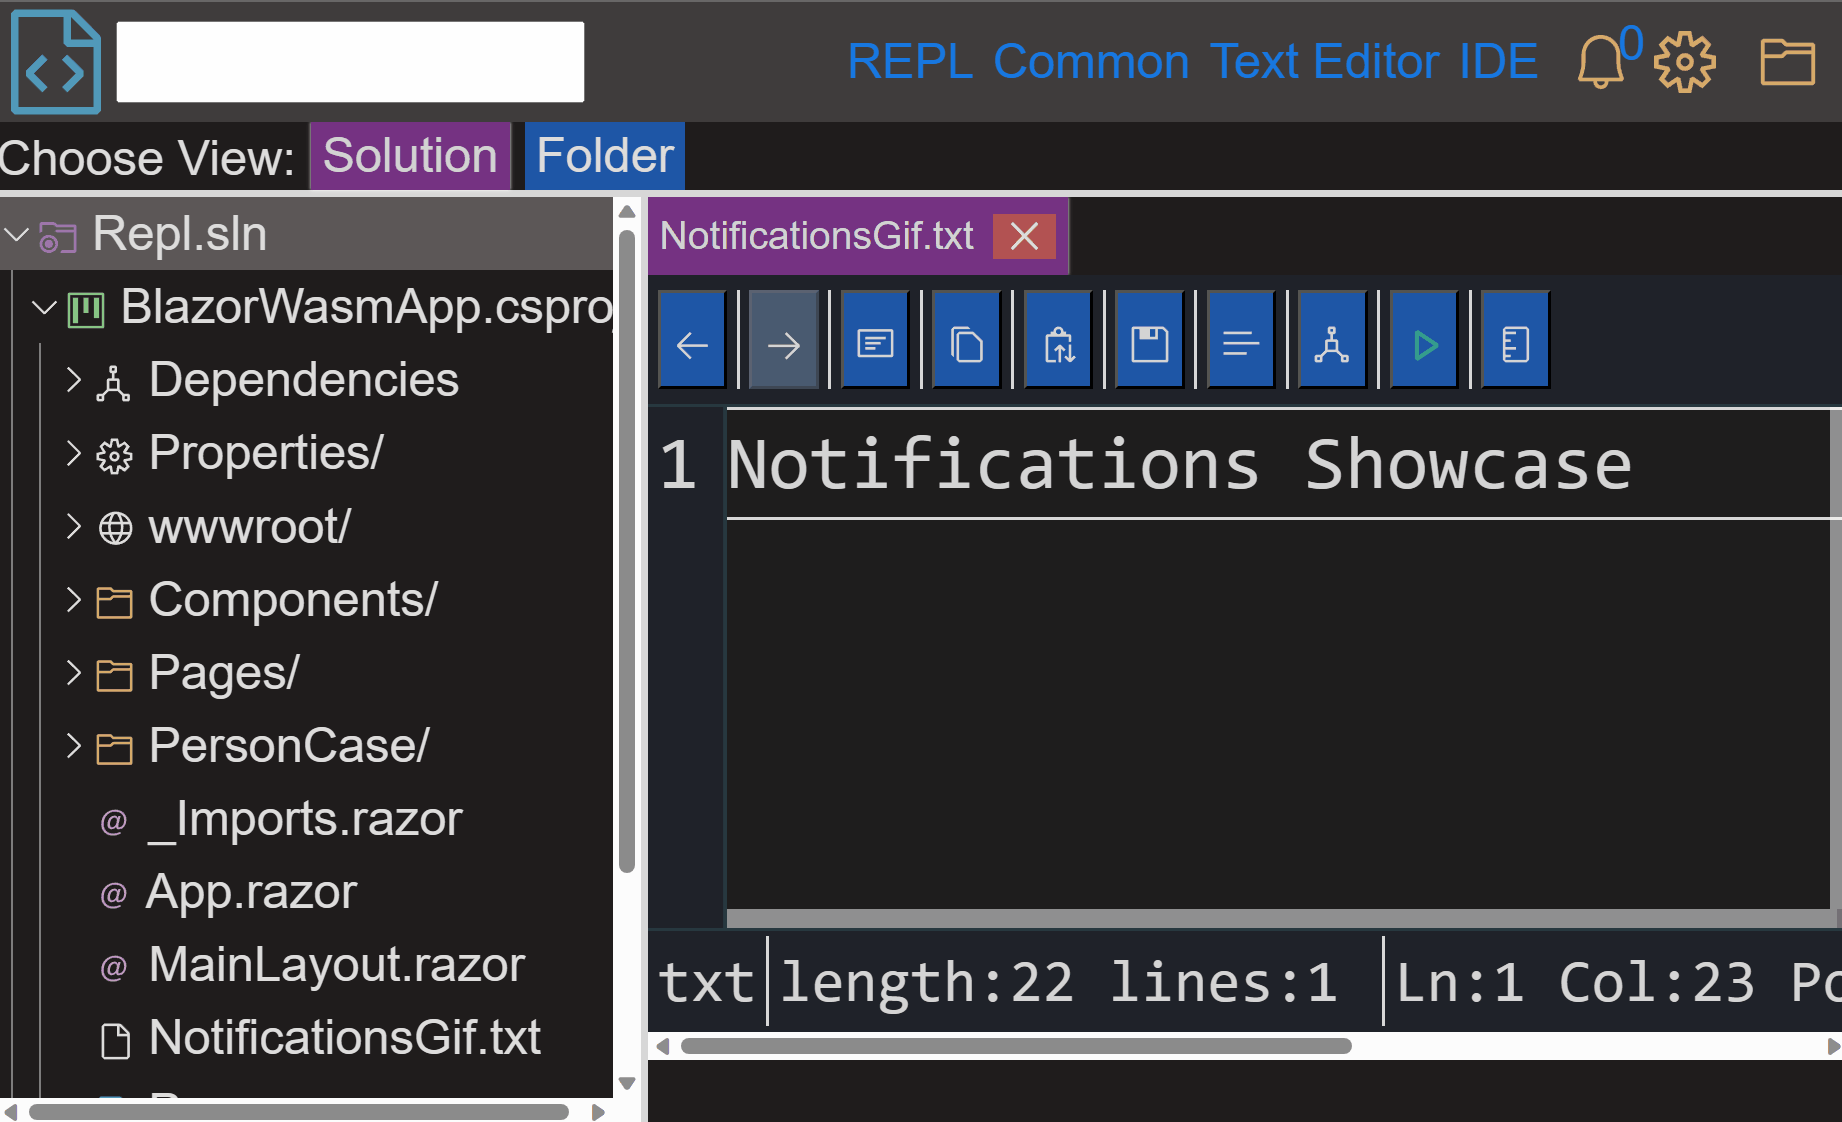 REPL Common Text Editor IDE 0
Choose View: Solution Folder
Repl.sln
BlazorWasmApp.cspro
Dependencies
Properties/
wwwroot/
Components/
Pages/
PersonCase/
@ _Imports.razor
@ App.razor
@ MainLayout.razor
NotificationsGif.txt
NotificationsGif.txt
1 Notifications Showcase
txt length:22 lines:1 Ln:1 Col:23